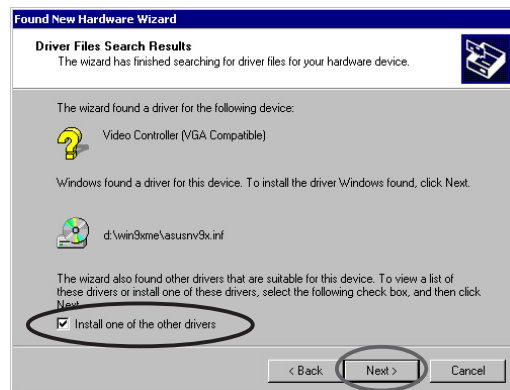 Found New Hardware Wizard
Driver Files Search Results
The wizard has finished searching for driver files for your hardware device.
The wizard found a driver for the following device:
Video Controller (VGA Compatible)
Windows found a driver for this device. To install the driver Windows found, click Next.
d:\win9xme\asusnv9x.inf
The wizard also found other drivers that are suitable for this device. To view a list of
these drivers or install one of these drivers, select the following check box, and then click
Next.
Install one of the other drivers
< Back
Next >
Cancel